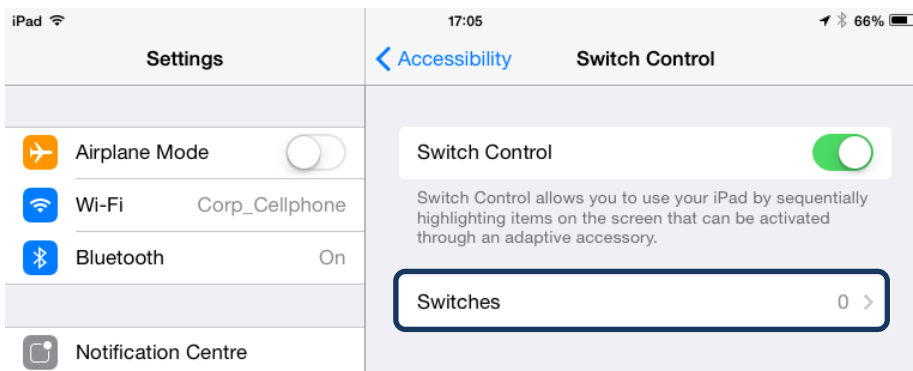 iPad 17:05 66%
Settings
Accessibility Switch Control
Airplane Mode
Wi-Fi Corp_Cellphone
Bluetooth On
Notification Centre
Switch Control
Switch Control allows you to use your iPad by sequentially
highlighting items on the screen that can be activated
through an adaptive accessory.
Switches 0